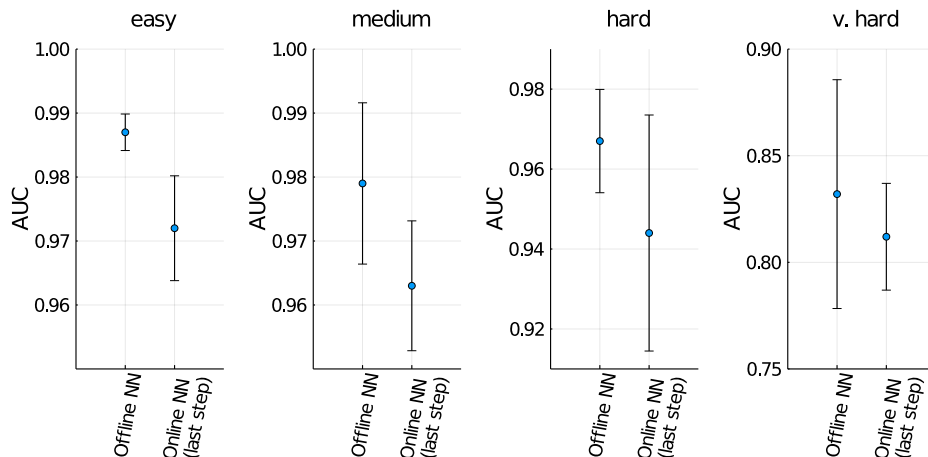 easy
medium
hard
v. hard
AUC
1.00
0.99
0.98
0.97
0.96
Offline NN
Online NN
(last step)
AUC
1.00
0.99
0.98
0.97
0.96
Offline NN
Online NN
(last step)
AUC
0.98
0.96
0.94
0.92
Offline NN
Online NN
(last step)
AUC
0.90
0.85
0.80
0.75
Offline NN
Online NN
(last step)